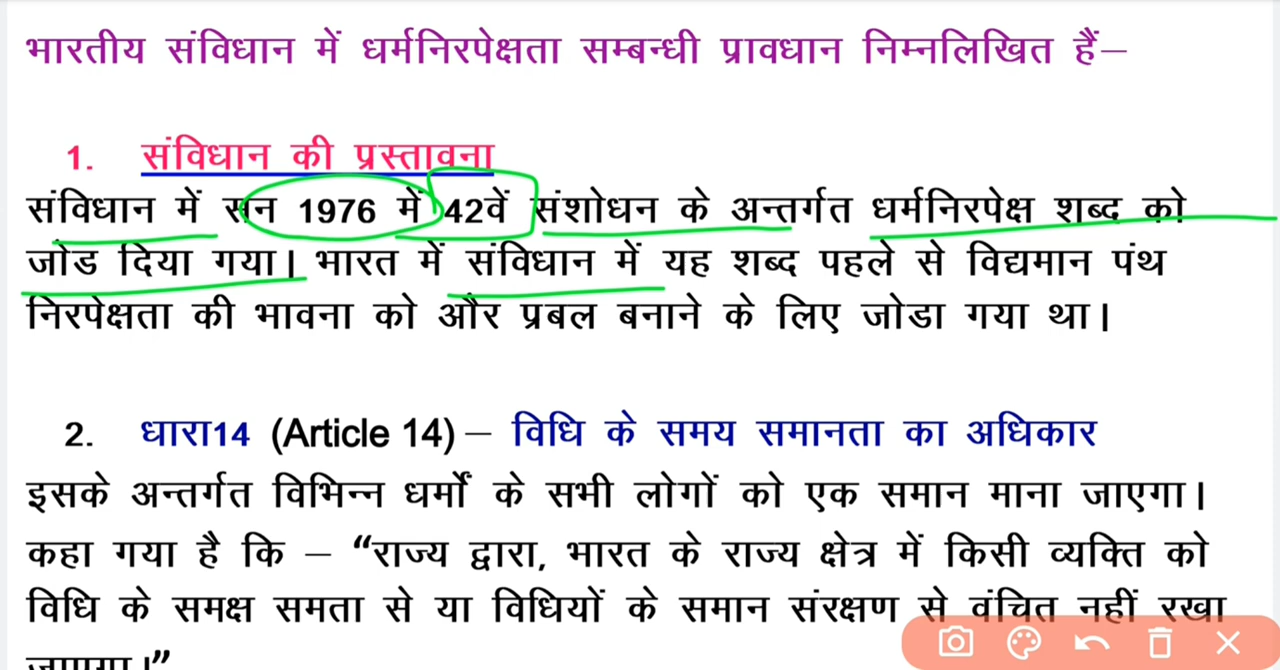 भारतीय संविधान में धर्मनिरपेक्षता सम्बन्धी प्रावधान निम्नलिखित हैं—
1. संविधान की प्रस्तावना
संविधान में सन 1976 में 42वें संशोधन के अन्तर्गत धर्मनिरपेक्ष शब्द को
जोड दिया गया। भारत में संविधान में यह शब्द पहले से विद्यमान पंथ
निरपेक्षता की भावना को और प्रबल बनाने के लिए जोडा गया था।
2. धारा14 (Article 14) — विधि के समय समानता का अधिकार
इसके अन्तर्गत विभिन्न धर्मों के सभी लोगों को एक समान माना जाएगा।
कहा गया है कि — “राज्य द्वारा, भारत के राज्य क्षेत्र में किसी व्यक्ति को
विधि के समक्ष समता से या विधियों के समान संरक्षण से वंचित नहीं रखा
जाएगा।”